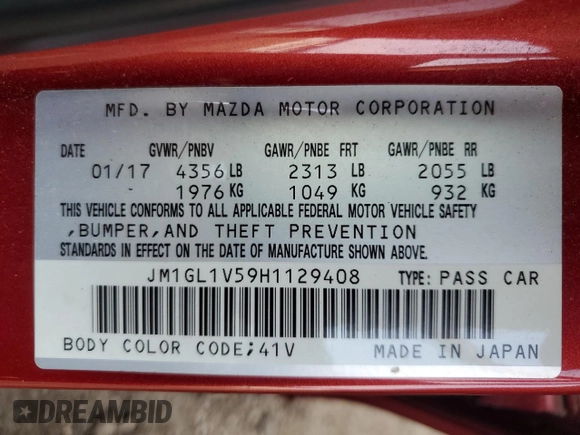 MFD. BY MAZDA MOTOR CORPORATION
DATE GVWR/PNBV GAWR/PNBE FRT GAWR/PNBE RR
01/17 4356 LB 2313 LB 2055 LB
1976 KG 1049 KG 932 KG
THIS VEHICLE CONFORMS TO ALL APPLICABLE FEDERAL MOTOR VEHICLE SAFETY
,BUMPER,AND THEFT PREVENTION
STANDARDS IN EFFECT ON THE DATE OF MANUFACTURE SHOWN ABOVE.
JM1GL1V59H1129408 TYPE: PASS CAR
BODY COLOR CODE;41V MADE IN JAPAN
DREAMBID